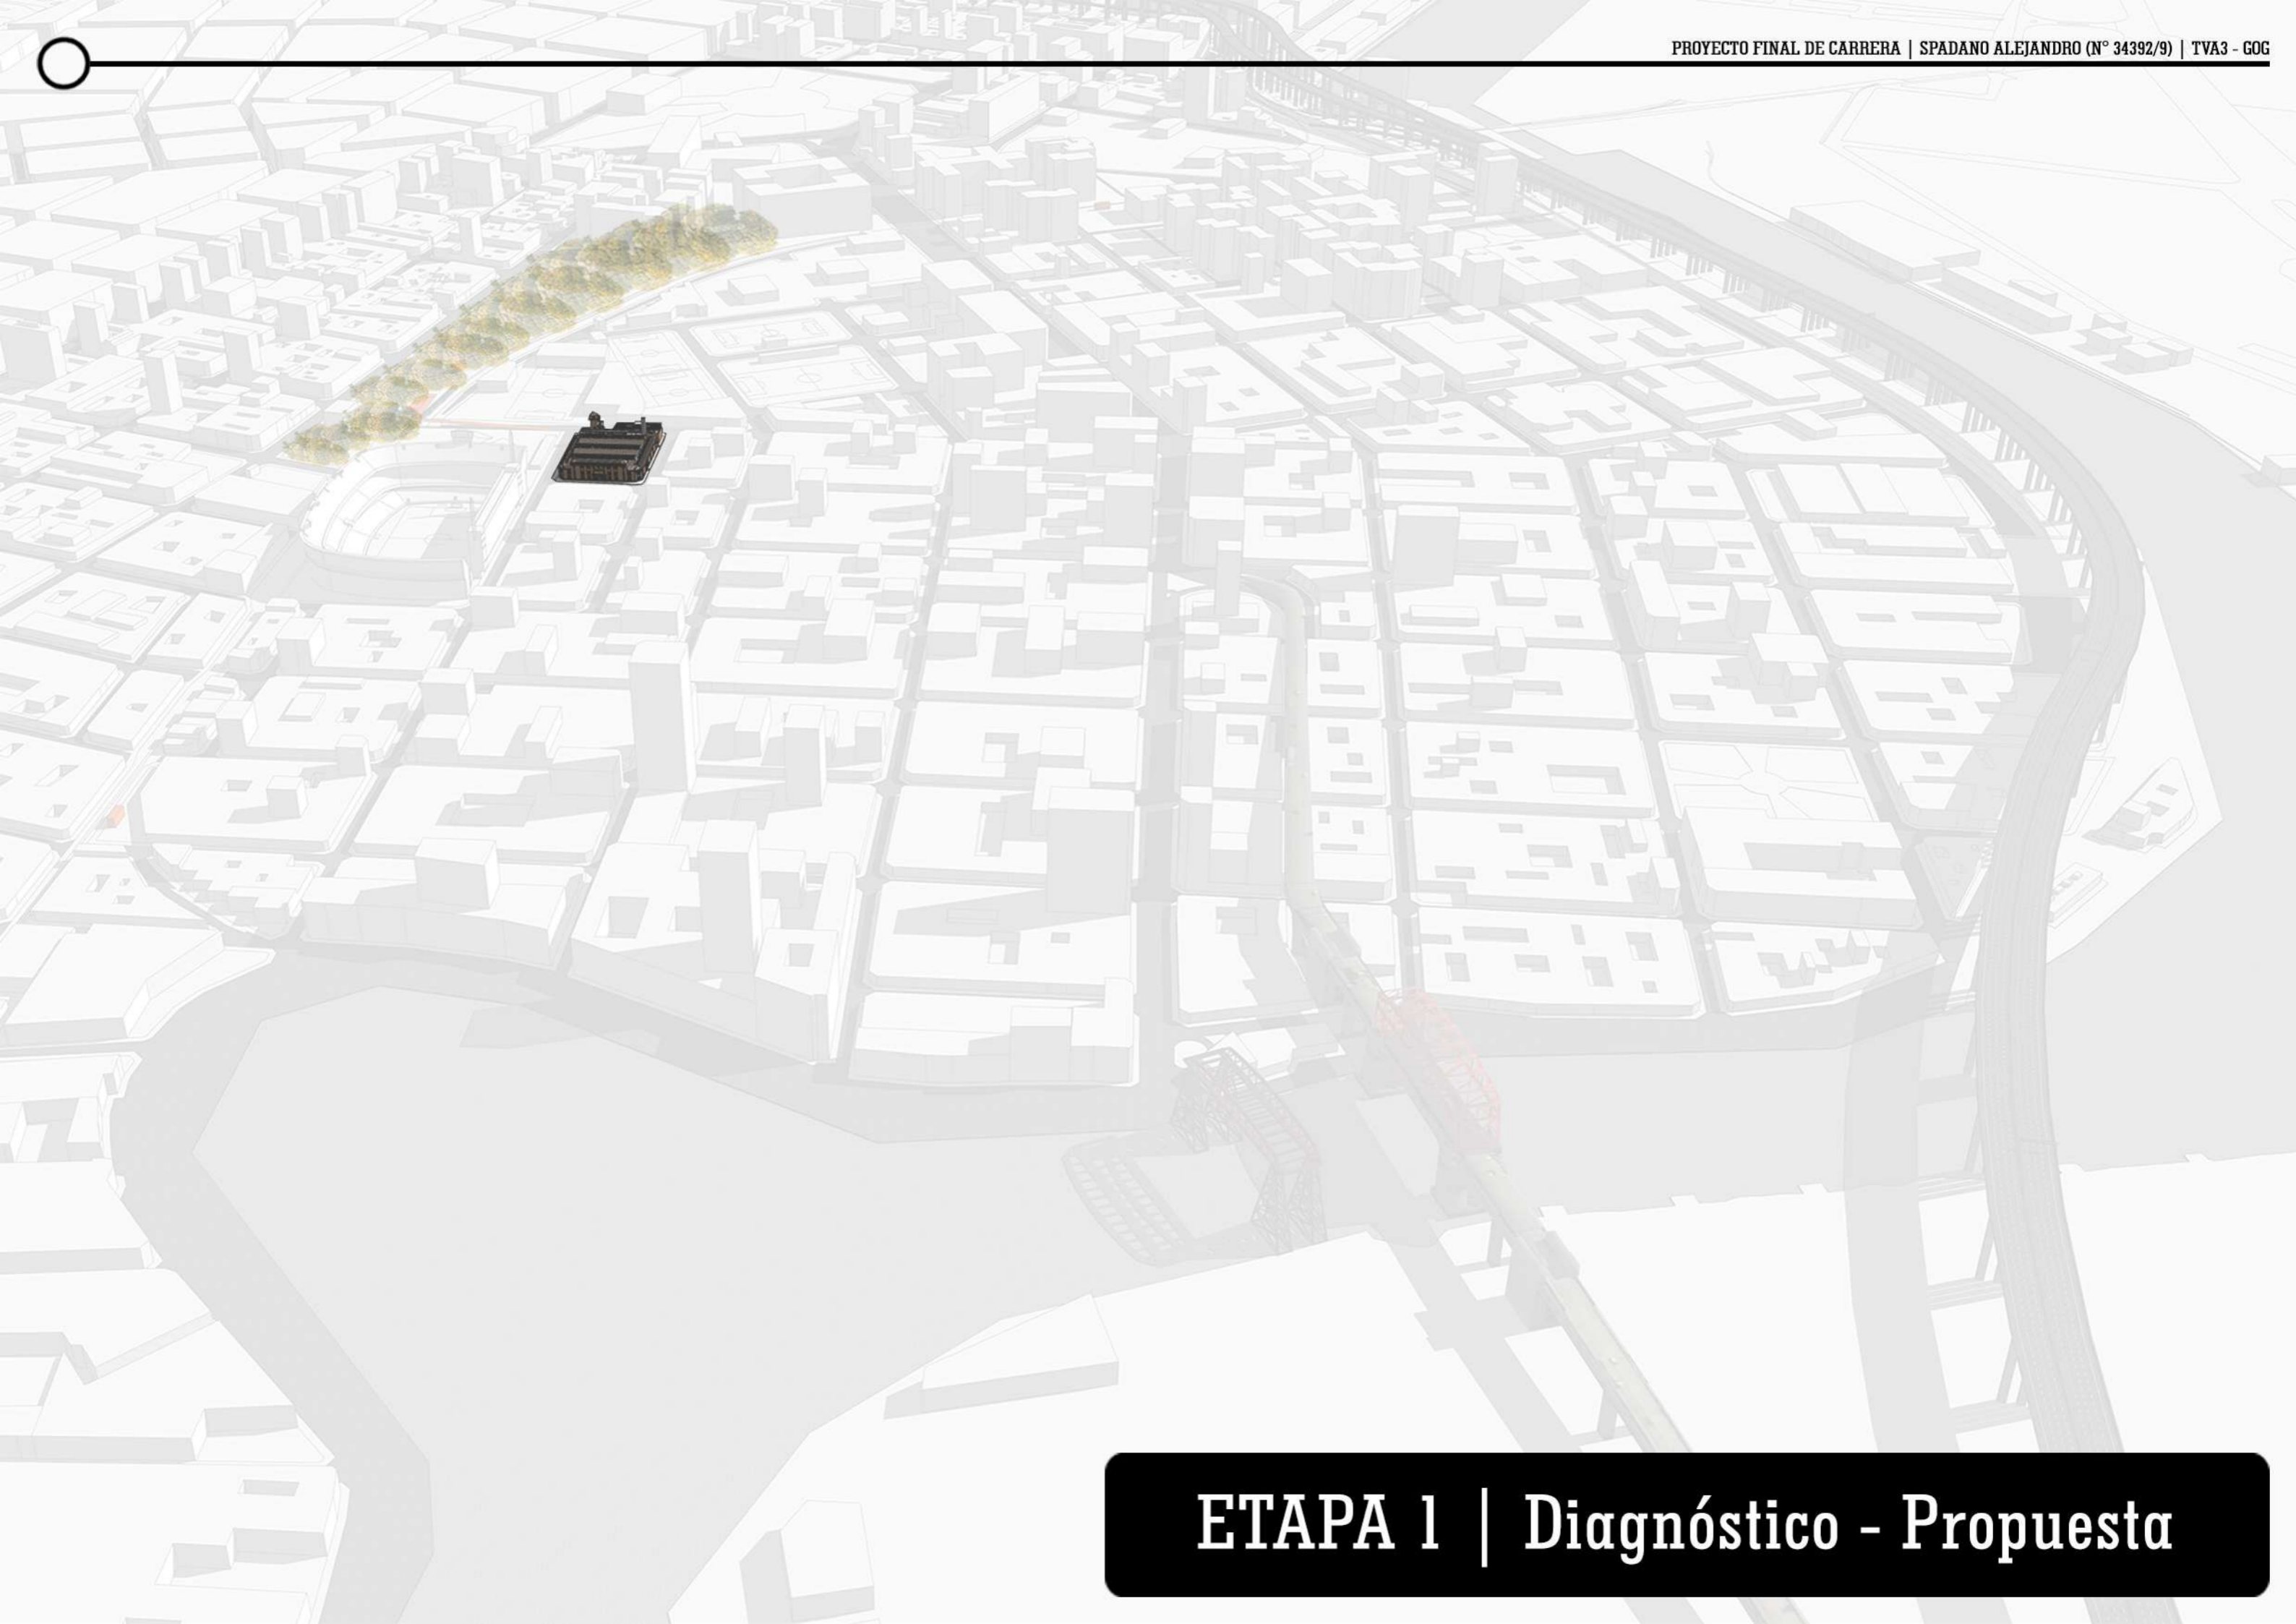 PROYECTO FINAL DE CARRERA | SPADANO ALEJANDRO (N° 34392/9) | TVA3 - GOG
ETAPA 1 | Diagnóstico - Propuesta